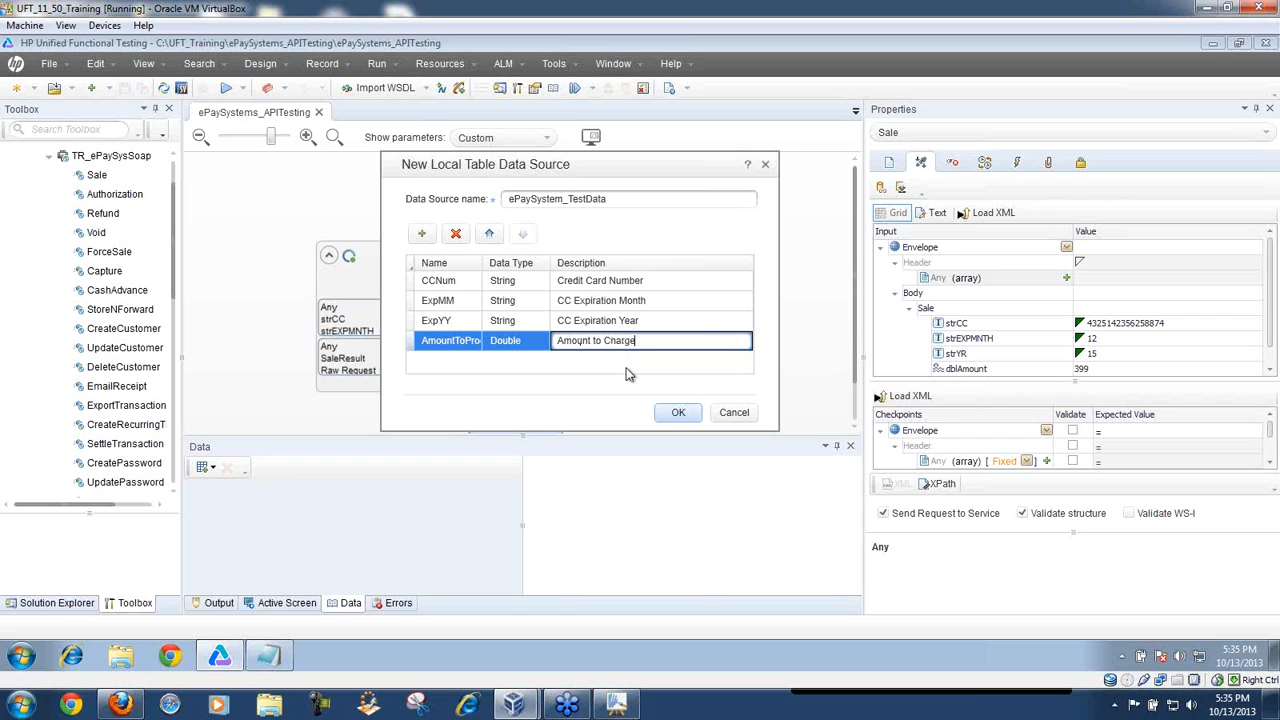 UFT_11_50_Training [Running] - Oracle VM VirtualBox
Machine View Devices Help
HP Unified Functional Testing - C:\UFT_Training\ePaySystems_APITesting\ePaySystems_APITesting
File Edit View Search Design Record Run Resources ALM Tools Window Help
Import WSDL
Toolbox
Search Toolbox
TR_ePaySysSoap
Sale
Authorization
Refund
Void
ForceSale
Capture
CashAdvance
StoreNForward
CreateCustomer
UpdateCustomer
DeleteCustomer
EmailReceipt
ExportTransaction
CreateRecurringT
SettleTransaction
CreatePassword
UpdatePassword
Solution Explorer Toolbox
ePaySystems_APITesting
Show parameters: Custom
Any
strCC
strEXPMNTH
Any
SaleResult
Raw Request
New Local Table Data Source
Data Source name: * ePaySystem_TestData
Name Data Type Description
CCNum String Credit Card Number
ExpMM String CC Expiration Month
ExpYY String CC Expiration Year
AmountToPro Double Amount to Charge
OK Cancel
Data
Output Active Screen Data Errors
Properties
Sale
Grid Text Load XML
Input Value
Envelope
Header
Any (array)
Body
Sale
strCC 4325142356258874
strEXPMNTH 12
strYR 15
dblAmount 399
Load XML
Checkpoints Validate Expected Value
Envelope =
Header =
Any (array) [ Fixed ] =
XML XPath
Send Request to Service Validate structure Validate WS-I
Any
5:35 PM
10/13/2013
Right Ctrl
5:35 PM
10/13/2013